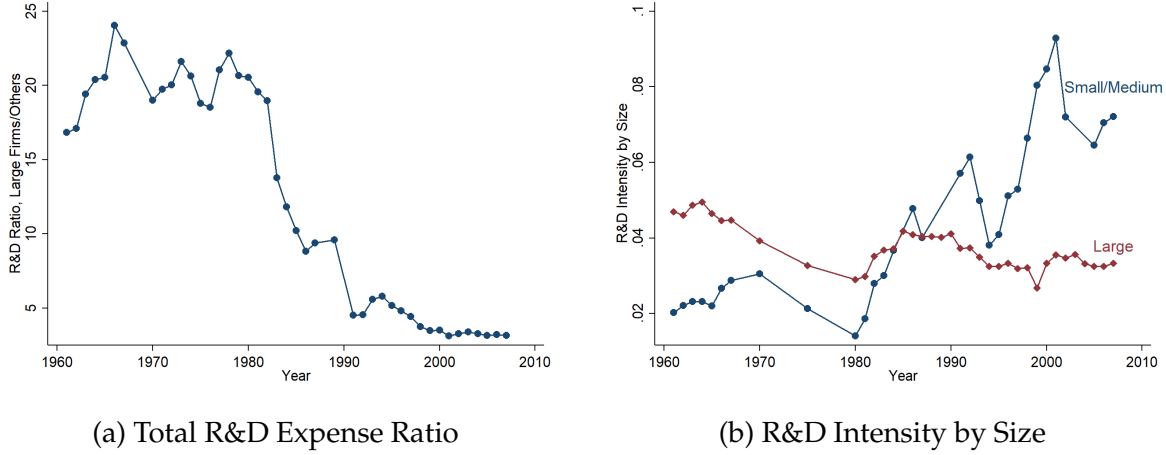 R&D Ratio, Large Firms/Others
25
20
15
10
5
1960 1970 1980 1990 2000 2010
Year
(a) Total R&D Expense Ratio
R&D Intensity by Size
.1
.08
.06
.04
.02
Small/Medium
Large
1960 1970 1980 1990 2000 2010
Year
(b) R&D Intensity by Size